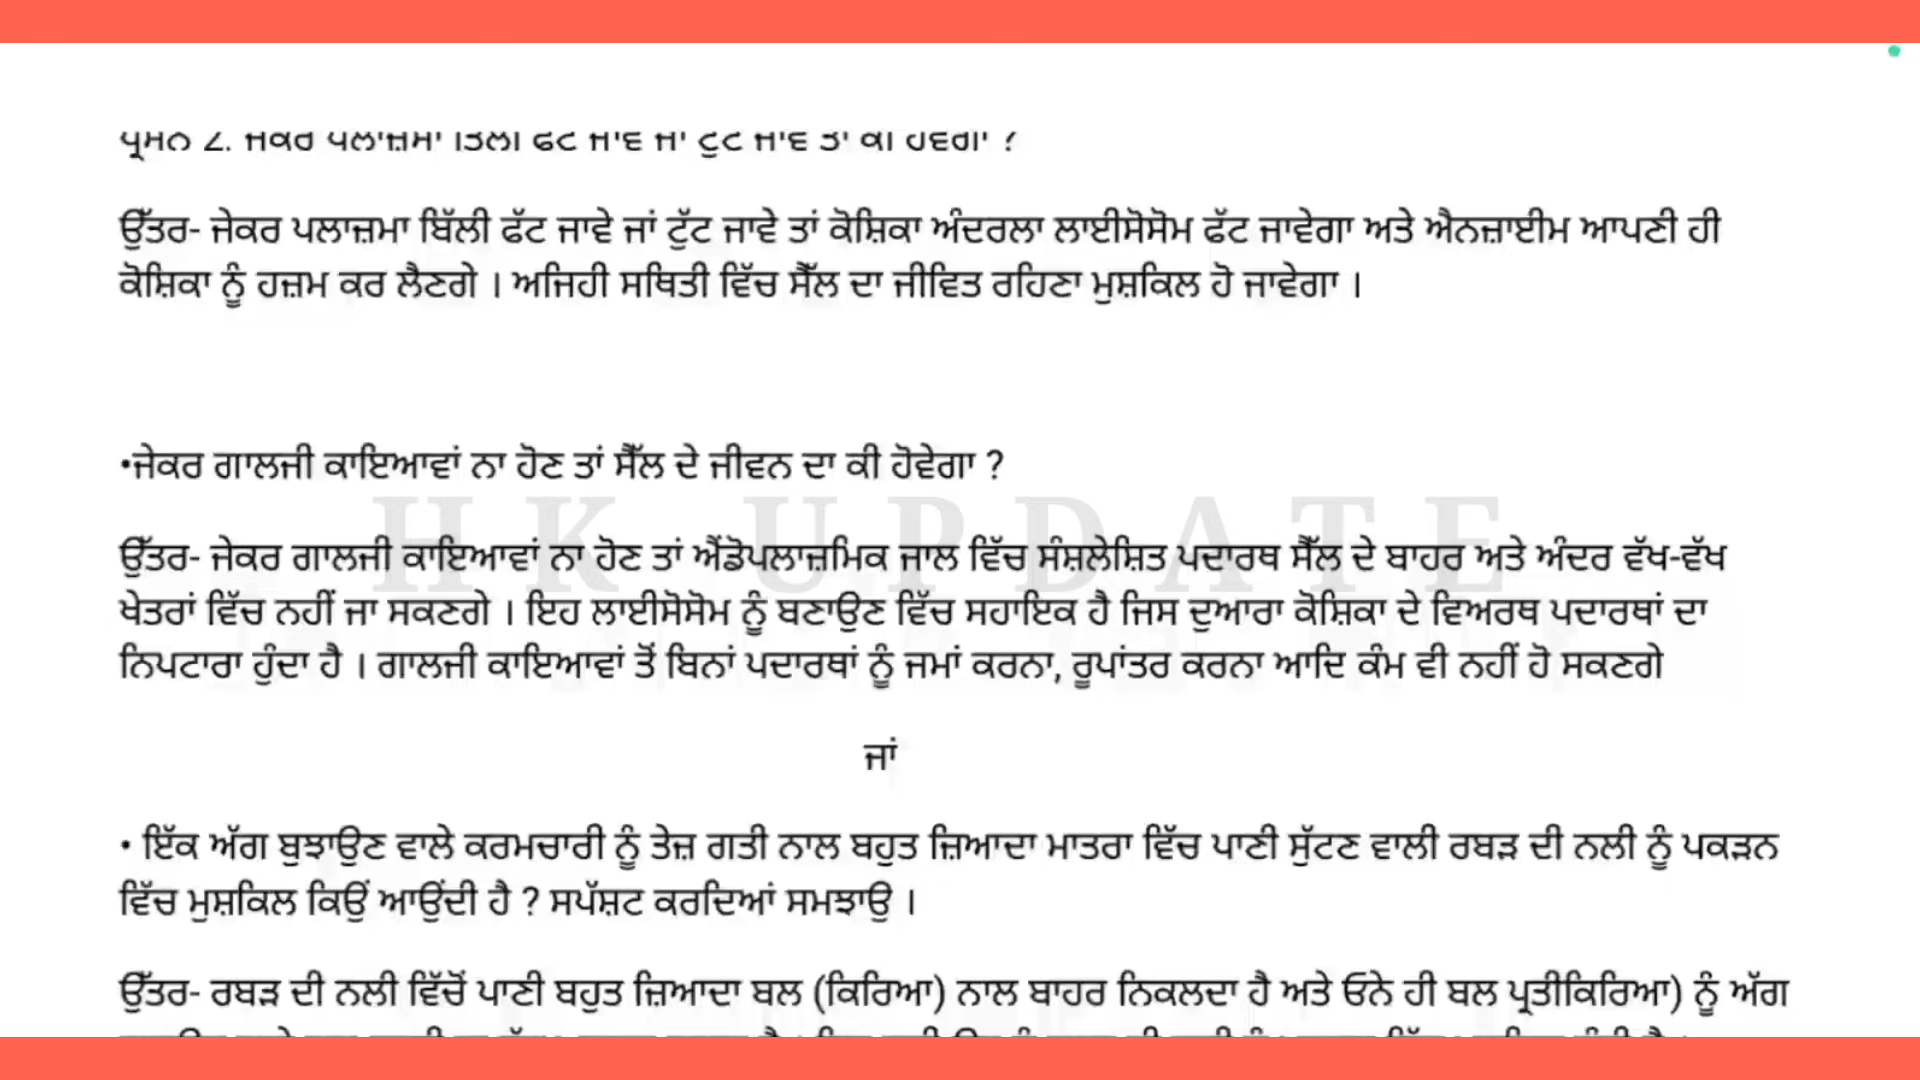 ਜੇਕਰ ਪਲਾਜ਼ਮਾ ਫੱਟ ਜਾਵੇ ਜਾਂ ਟੁੱਟ ਜਾਵੇ ਤਾਂ ਕੀ ਹੋਵੇਗਾ ?
ਉੱਤਰ- ਜੇਕਰ ਪਲਾਜ਼ਮਾ ਬਿੱਲੀ ਫੱਟ ਜਾਵੇ ਜਾਂ ਟੁੱਟ ਜਾਵੇ ਤਾਂ ਕੋਸ਼ਿਕਾ ਅੰਦਰਲਾ ਲਾਈਸੋਸੋਮ ਫੱਟ ਜਾਵੇਗਾ ਅਤੇ ਐਨਜ਼ਾਈਮ ਆਪਣੀ ਹੀ
ਕੋਸ਼ਿਕਾ ਨੂੰ ਹਜ਼ਮ ਕਰ ਲੈਣਗੇ । ਅਜਿਹੀ ਸਥਿਤੀ ਵਿੱਚ ਸੈੱਲ ਦਾ ਜੀਵਿਤ ਰਹਿਣਾ ਮੁਸ਼ਕਿਲ ਹੋ ਜਾਵੇਗਾ ।
•ਜੇਕਰ ਗਾਲਜੀ ਕਾਇਆਵਾਂ ਨਾ ਹੋਣ ਤਾਂ ਸੈੱਲ ਦੇ ਜੀਵਨ ਦਾ ਕੀ ਹੋਵੇਗਾ ?
HK UPDATE
ਉੱਤਰ- ਜੇਕਰ ਗਾਲਜੀ ਕਾਇਆਵਾਂ ਨਾ ਹੋਣ ਤਾਂ ਐਂਡੋਪਲਾਜ਼ਮਿਕ ਜਾਲ ਵਿੱਚ ਸੰਸ਼ਲੇਸ਼ਿਤ ਪਦਾਰਥ ਸੈੱਲ ਦੇ ਬਾਹਰ ਅਤੇ ਅੰਦਰ ਵੱਖ-ਵੱਖ
ਖੇਤਰਾਂ ਵਿੱਚ ਨਹੀਂ ਜਾ ਸਕਣਗੇ । ਇਹ ਲਾਈਸੋਸੋਮ ਨੂੰ ਬਣਾਉਣ ਵਿੱਚ ਸਹਾਇਕ ਹੈ ਜਿਸ ਦੁਆਰਾ ਕੋਸ਼ਿਕਾ ਦੇ ਵਿਅਰਥ ਪਦਾਰਥਾਂ ਦਾ
ਨਿਪਟਾਰਾ ਹੁੰਦਾ ਹੈ । ਗਾਲਜੀ ਕਾਇਆਵਾਂ ਤੋਂ ਬਿਨਾਂ ਪਦਾਰਥਾਂ ਨੂੰ ਜਮਾਂ ਕਰਨਾ, ਰੂਪਾਂਤਰ ਕਰਨਾ ਆਦਿ ਕੰਮ ਵੀ ਨਹੀਂ ਹੋ ਸਕਣਗੇ
ਜਾਂ
• ਇੱਕ ਅੱਗ ਬੁਝਾਉਣ ਵਾਲੇ ਕਰਮਚਾਰੀ ਨੂੰ ਤੇਜ਼ ਗਤੀ ਨਾਲ ਬਹੁਤ ਜ਼ਿਆਦਾ ਮਾਤਰਾ ਵਿੱਚ ਪਾਣੀ ਸੁੱਟਣ ਵਾਲੀ ਰਬੜ ਦੀ ਨਲੀ ਨੂੰ ਪਕੜਨ
ਵਿੱਚ ਮੁਸ਼ਕਿਲ ਕਿਉਂ ਆਉਂਦੀ ਹੈ ? ਸਪੱਸ਼ਟ ਕਰਦਿਆਂ ਸਮਝਾਉ ।
ਉੱਤਰ- ਰਬੜ ਦੀ ਨਲੀ ਵਿੱਚੋਂ ਪਾਣੀ ਬਹੁਤ ਜ਼ਿਆਦਾ ਬਲ (ਕਿਰਿਆ) ਨਾਲ ਬਾਹਰ ਨਿਕਲਦਾ ਹੈ ਅਤੇ ਓਨੇ ਹੀ ਬਲ ਪ੍ਰਤੀਕਿਰਿਆ) ਨੂੰ ਅੱਗ